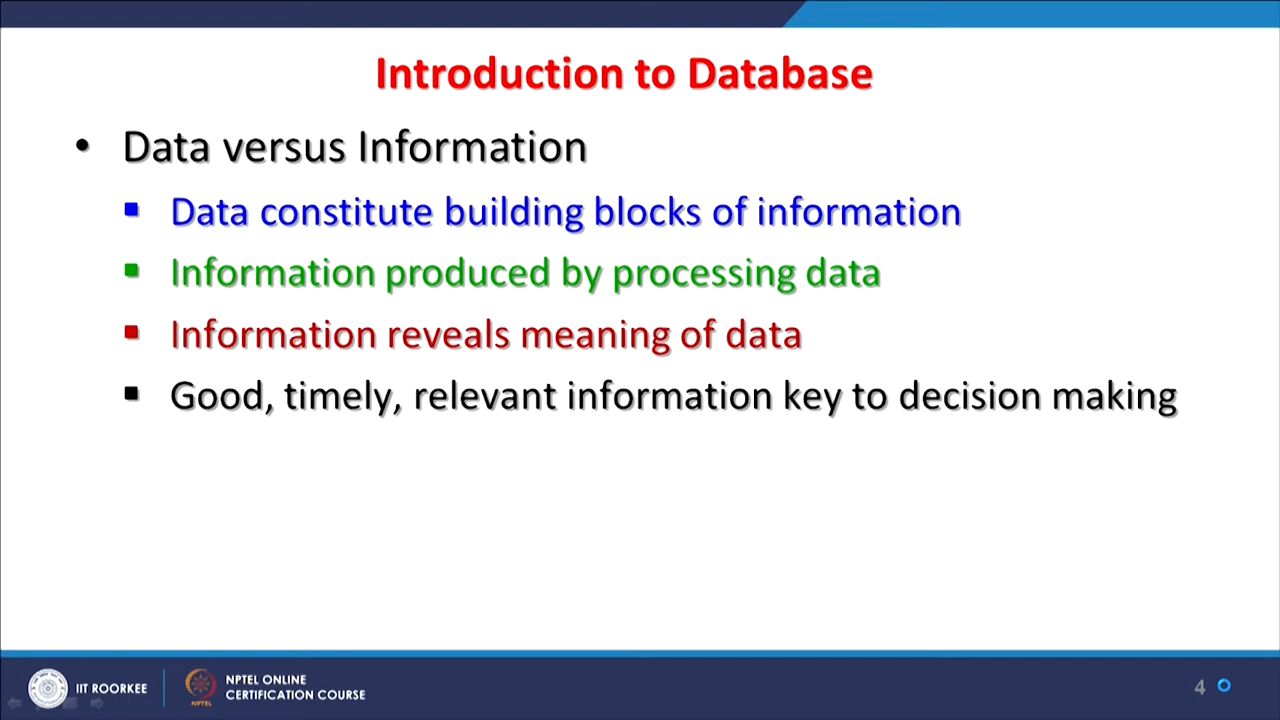 Introduction to Database
• Data versus Information
▪ Data constitute building blocks of information
▪ Information produced by processing data
▪ Information reveals meaning of data
▪ Good, timely, relevant information key to decision making
IIT ROORKEE
NPTEL
NPTEL ONLINE
CERTIFICATION COURSE
4